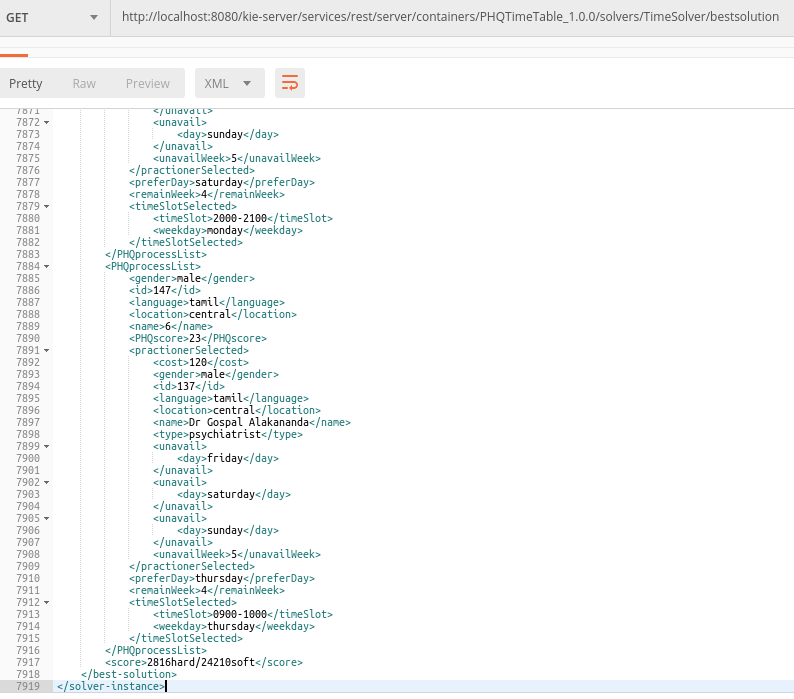 GET http://localhost:8080/kie-server/services/rest/server/containers/PHQTimeTable_1.0.0/solvers/TimeSolver/bestsolution
Pretty Raw Preview XML
7871 </unavail>
7872 <unavail>
7873 <day>sunday</day>
7874 </unavail>
7875 <unavailWeek>5</unavailWeek>
7876 </practionerSelected>
7877 <preferDay>saturday</preferDay>
7878 <remainWeek>4</remainWeek>
7879 <timeSlotSelected>
7880 <timeSlot>2000-2100</timeSlot>
7881 <weekday>monday</weekday>
7882 </timeSlotSelected>
7883 </PHQprocessList>
7884 <PHQprocessList>
7885 <gender>male</gender>
7886 <id>147</id>
7887 <language>tamil</language>
7888 <location>central</location>
7889 <name>6</name>
7890 <PHQscore>23</PHQscore>
7891 <practionerSelected>
7892 <cost>120</cost>
7893 <gender>male</gender>
7894 <id>137</id>
7895 <language>tamil</language>
7896 <location>central</location>
7897 <name>Dr Gospal Alakananda</name>
7898 <type>psychiatrist</type>
7899 <unavail>
7900 <day>friday</day>
7901 </unavail>
7902 <unavail>
7903 <day>saturday</day>
7904 </unavail>
7905 <unavail>
7906 <day>sunday</day>
7907 </unavail>
7908 <unavailWeek>5</unavailWeek>
7909 </practionerSelected>
7910 <preferDay>thursday</preferDay>
7911 <remainWeek>4</remainWeek>
7912 <timeSlotSelected>
7913 <timeSlot>0900-1000</timeSlot>
7914 <weekday>thursday</weekday>
7915 </timeSlotSelected>
7916 </PHQprocessList>
7917 <score>2816hard/24210soft</score>
7918 </best-solution>
7919 </solver-instance>